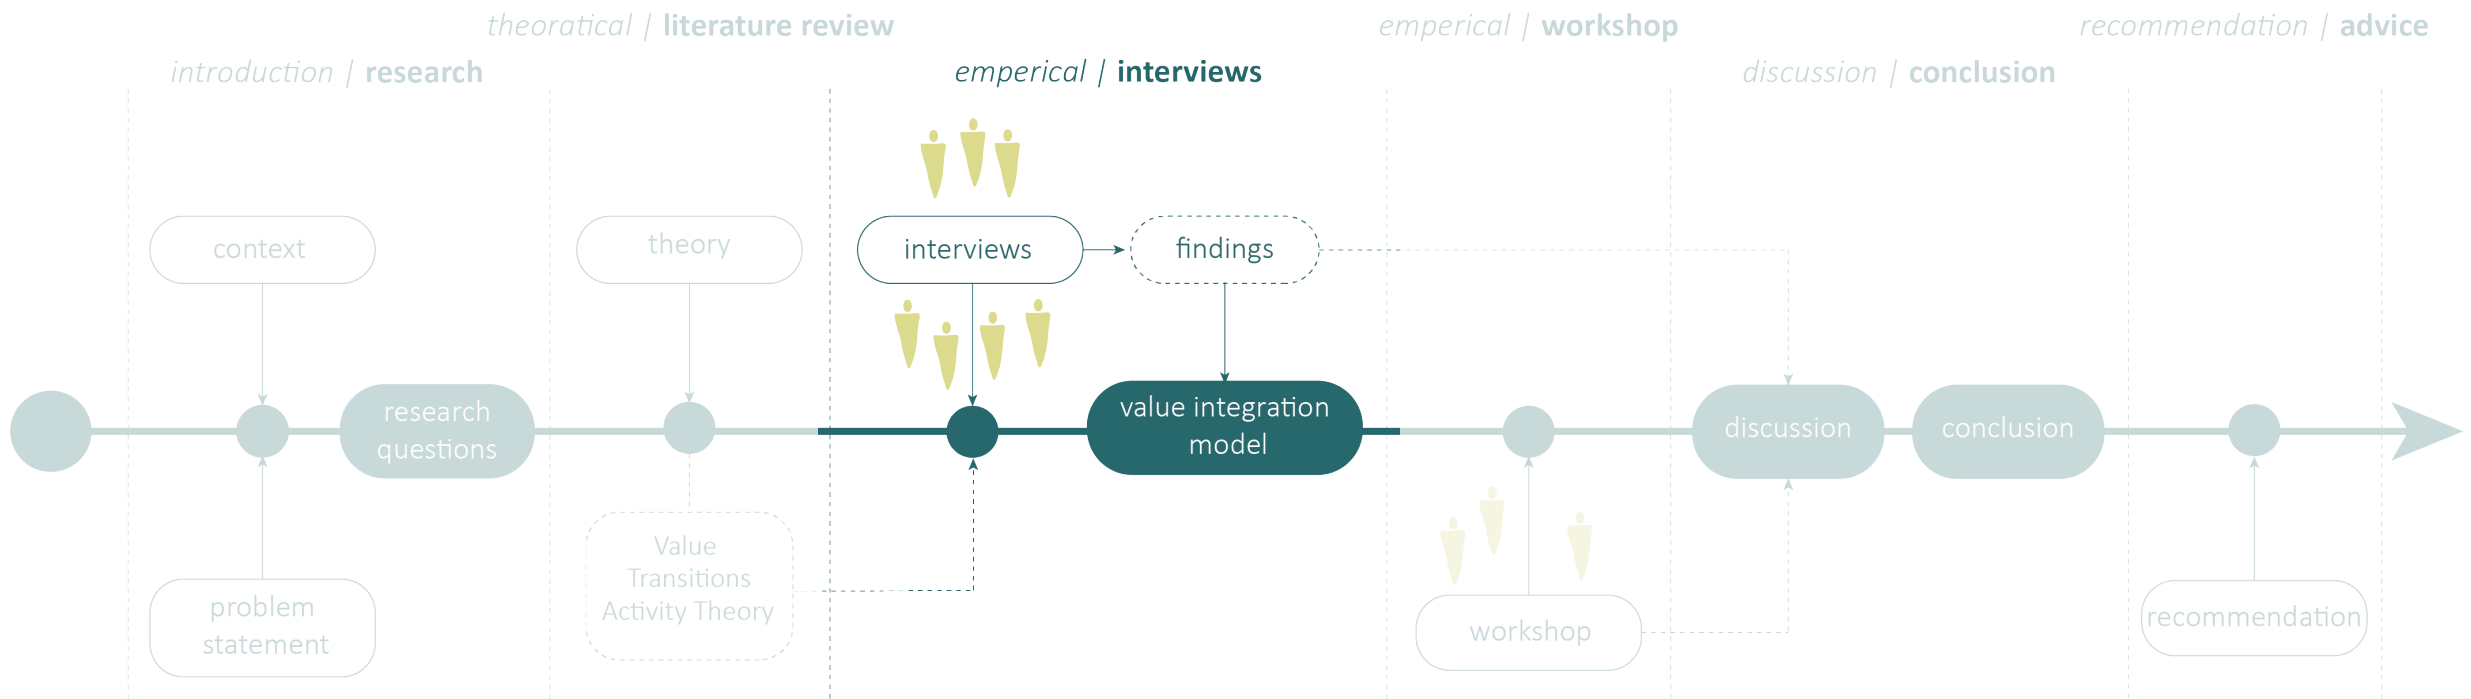 theoratical / literature review
emperical / workshop
recommendation / advice
introduction / research
emperical / interviews
discussion / conclusion
context
theory
interviews
findings
research
questions
value integration
model
discussion
conclusion
Value
Transitions
Activity Theory
problem
statement
workshop
recommendation